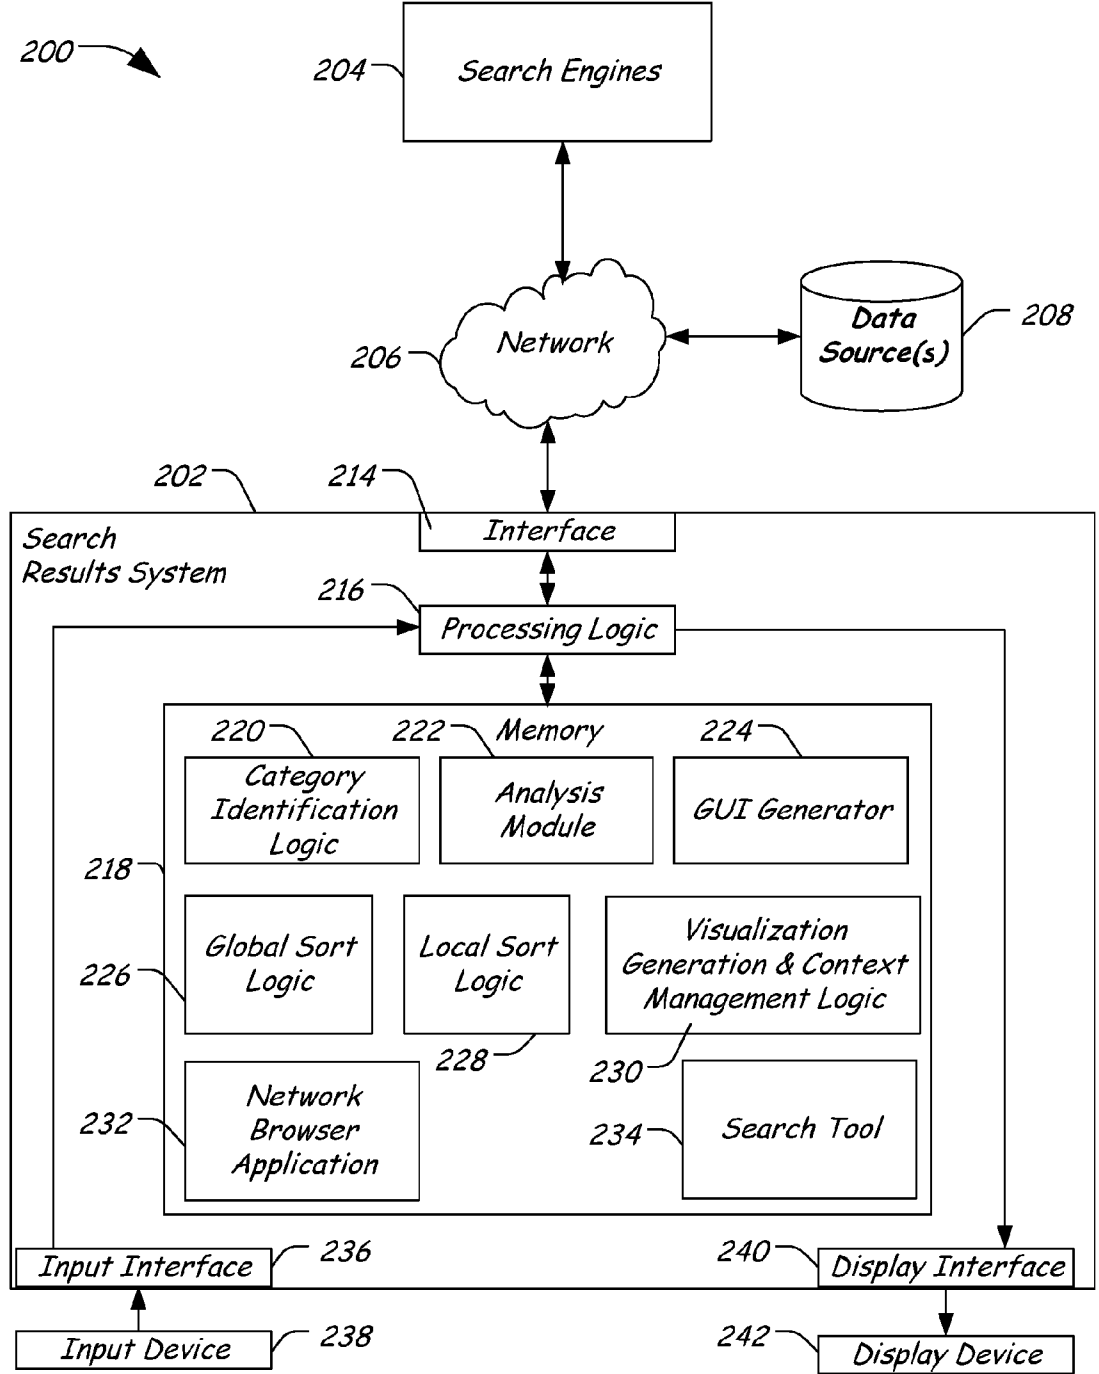 200
204
Search Engines
206
Network
Data
Source(s)
208
202
214
Interface
Search
Results System
216
Processing Logic
Memory
220
222
224
Category
Identification
Logic
Analysis
Module
GUI Generator
218
Global Sort
Logic
226
Local Sort
Logic
228
Visualization
Generation & Context
Management Logic
230
232
Network
Browser
Application
234
Search Tool
Input Interface
236
240
Display Interface
Input Device
238
242
Display Device